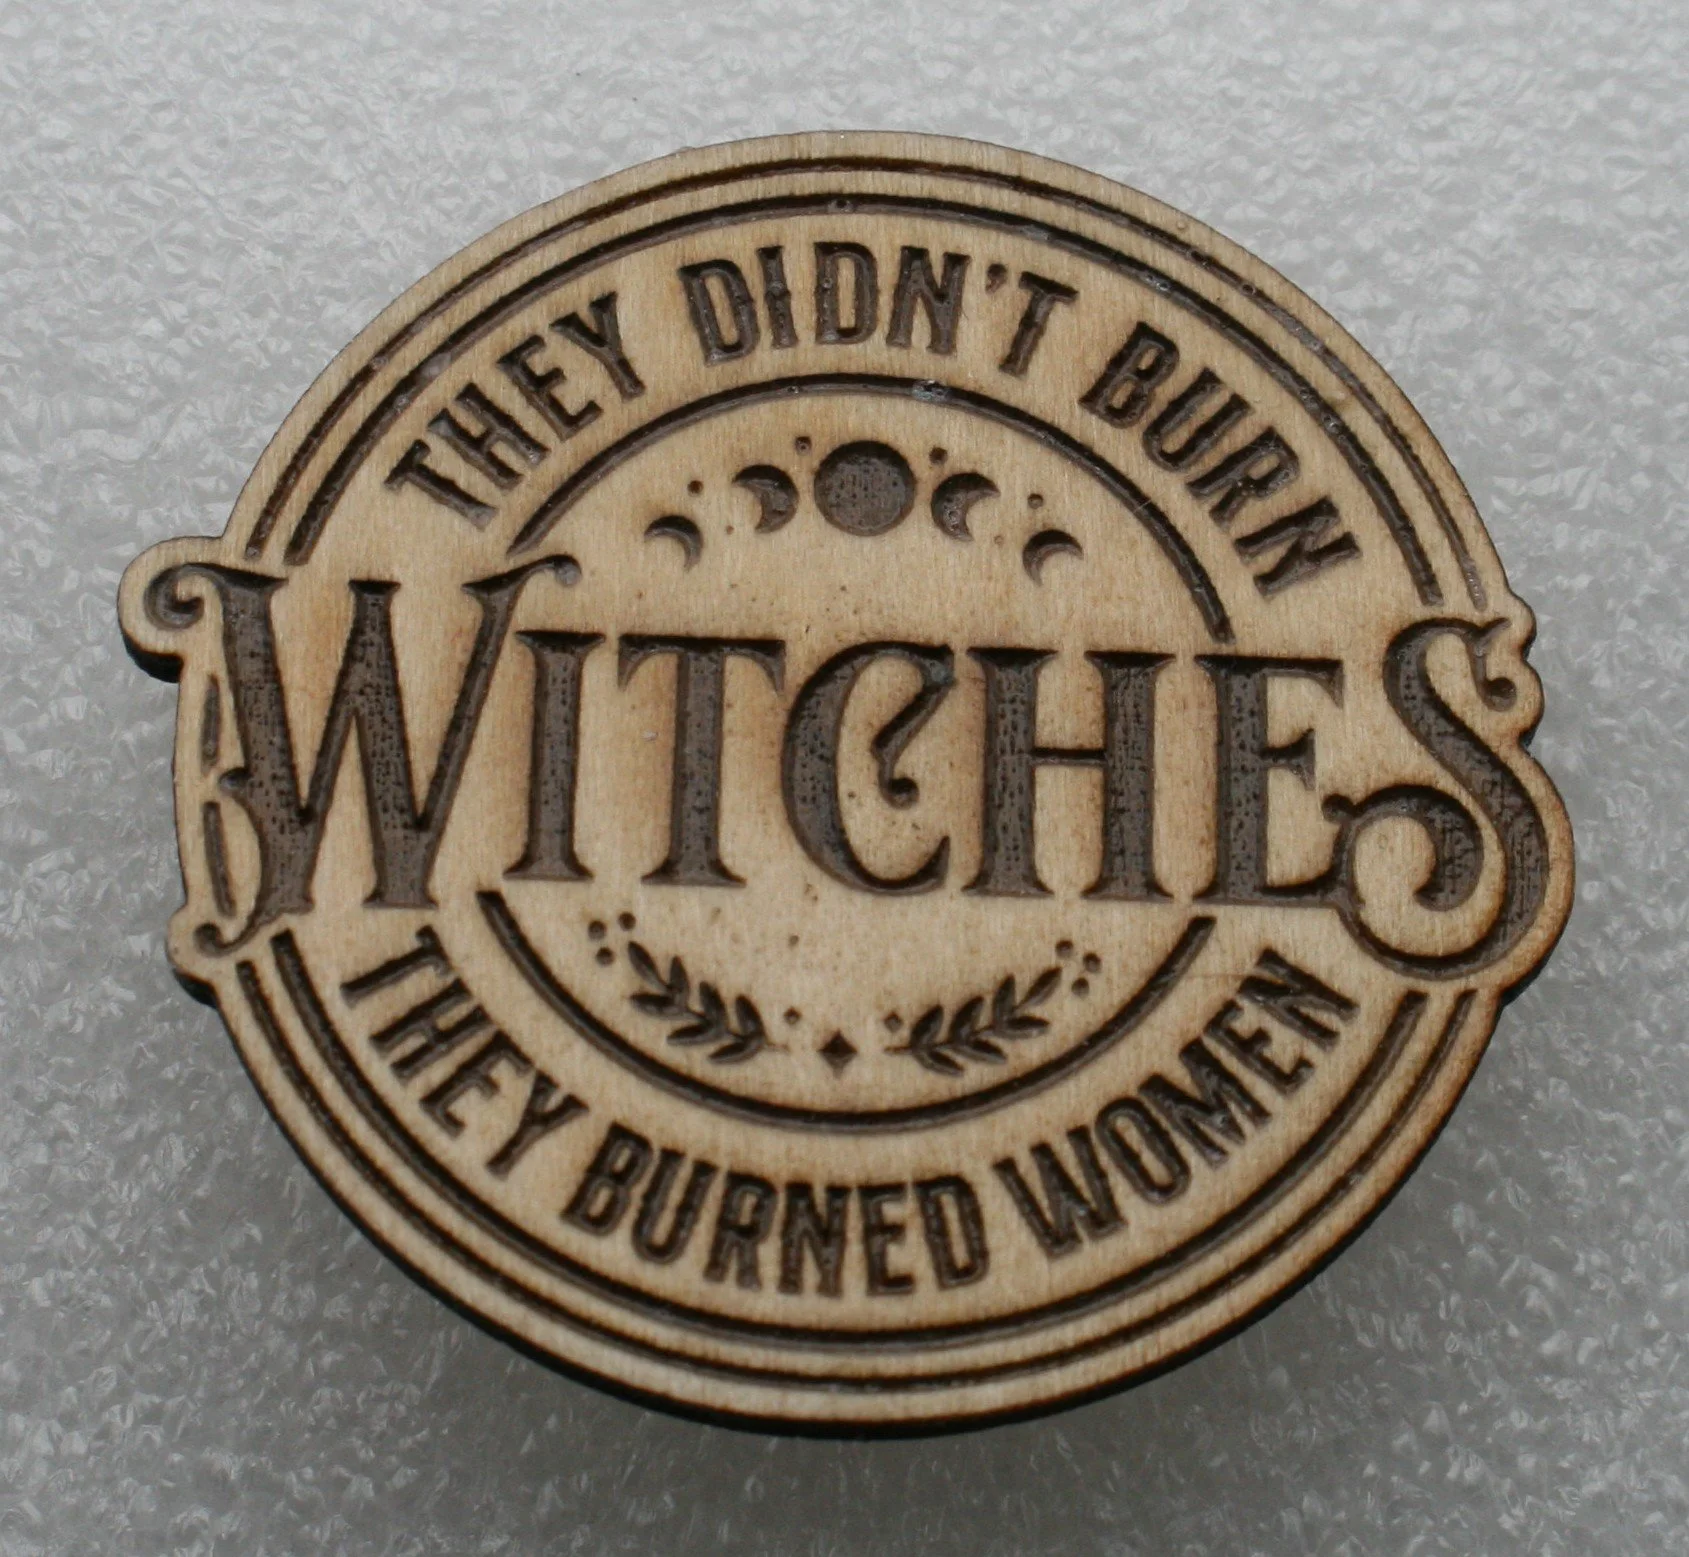 THEY DIDN'T BURN
WITCHES
THEY BURNED WOMEN